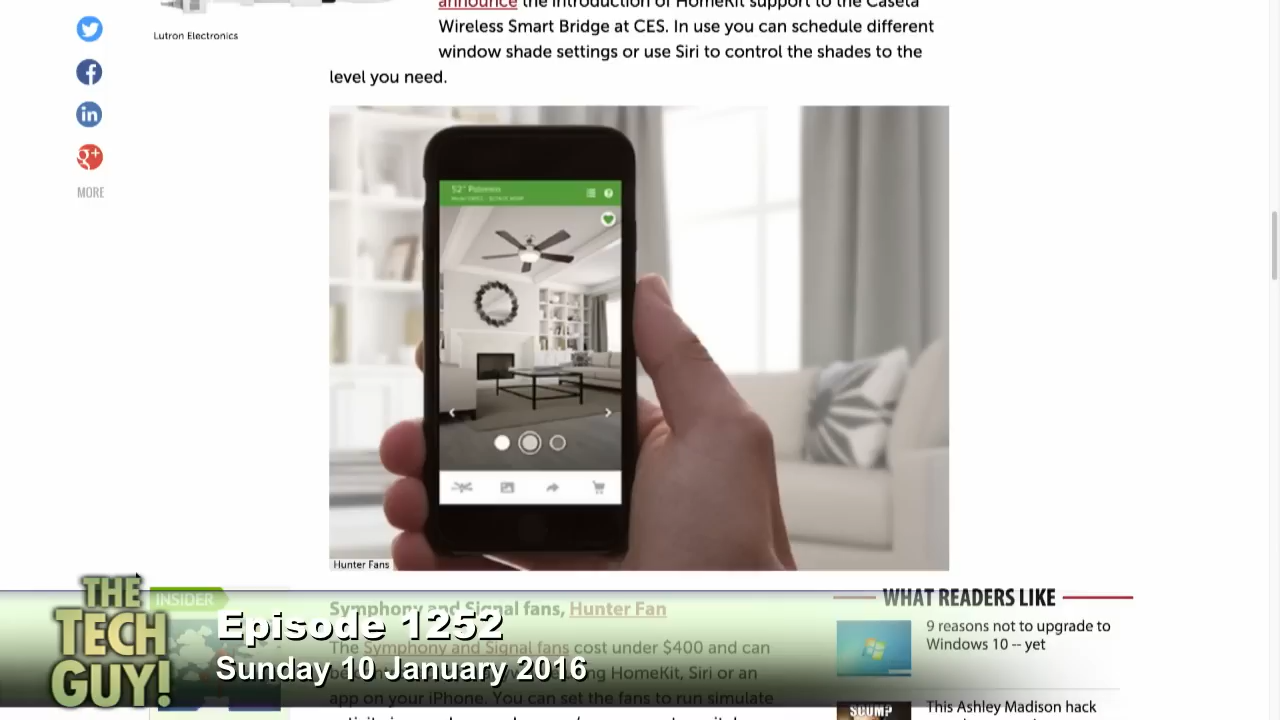 announce the introduction of HomeKit support to the Caseta
Wireless Smart Bridge at CES. In use you can schedule different
window shade settings or use Siri to control the shades to the
level you need.
Lutron Electronics
MORE
52" Palermo
Hunter Fans
INSIDER
Symphony and Signal fans, Hunter Fan
The Symphony and Signal fans cost under $400 and can
HomeKit, Siri or an
app on your iPhone. You can set the fans to run simulate
WHAT READERS LIKE
9 reasons not to upgrade to
Windows 10 -- yet
This Ashley Madison hack
THE
TECH
GUY!
Episode 1252
Sunday 10 January 2016